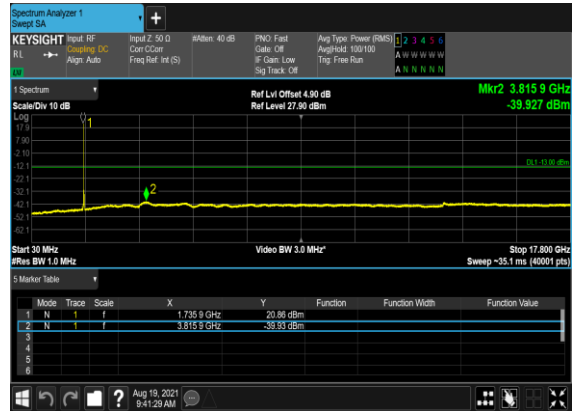 Spectrum Analyzer 1
Swept SA
+
KEYSIGHT Input: RF Input Z: 50 Ω #Atten: 40 dB PNO: Fast Avg Type: Power (RMS) 1 2 3 4 5 6
RL Coupling: DC Corr CCorr Gate: Off Avg|Hold: 100/100 A W W W W W
Align: Auto Freq Ref: Int (S) IF Gain: Low Trig: Free Run
Sig Track: Off A N N N N N
1 Spectrum Ref Lvl Offset 4.90 dB Mkr2 3.815 9 GHz
Scale/Div 10 dB Ref Level 27.90 dBm -39.927 dBm
Log
17.9
7.90
-2.10
-12.1
-22.1
-32.1
-42.1
-52.1
-62.1
1
DL1 -13.00 dBm
2
Start 30 MHz Video BW 3.0 MHz* Stop 17.800 GHz
#Res BW 1.0 MHz Sweep ~35.1 ms (40001 pts)
5 Marker Table
Mode Trace Scale X Y Function Function Width Function Value
1 N 1 f 1.735 9 GHz 20.86 dBm
2 N 1 f 3.815 9 GHz -39.93 dBm
3
4
5
6
? Aug 19, 2021
9:41:29 AM